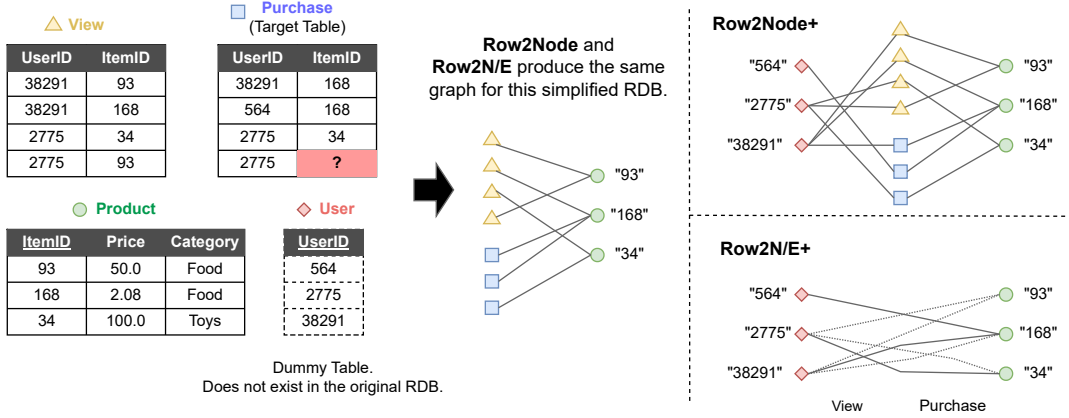 View
UserID ItemID
38291 93
38291 168
2775 34
2775 93
Purchase
(Target Table)
UserID ItemID
38291 168
564 168
2775 34
2775 ?
Product
ItemID Price Category
93 50.0 Food
168 2.08 Food
34 100.0 Toys
User
UserID
564
2775
38291
Dummy Table.
Does not exist in the original RDB.
Row2Node and
Row2N/E produce the same
graph for this simplified RDB.
"93"
"168"
"34"
Row2Node+
"564" "93"
"2775" "168"
"38291" "34"
Row2N/E+
"564" "93"
"2775" "168"
"38291" "34"
View Purchase